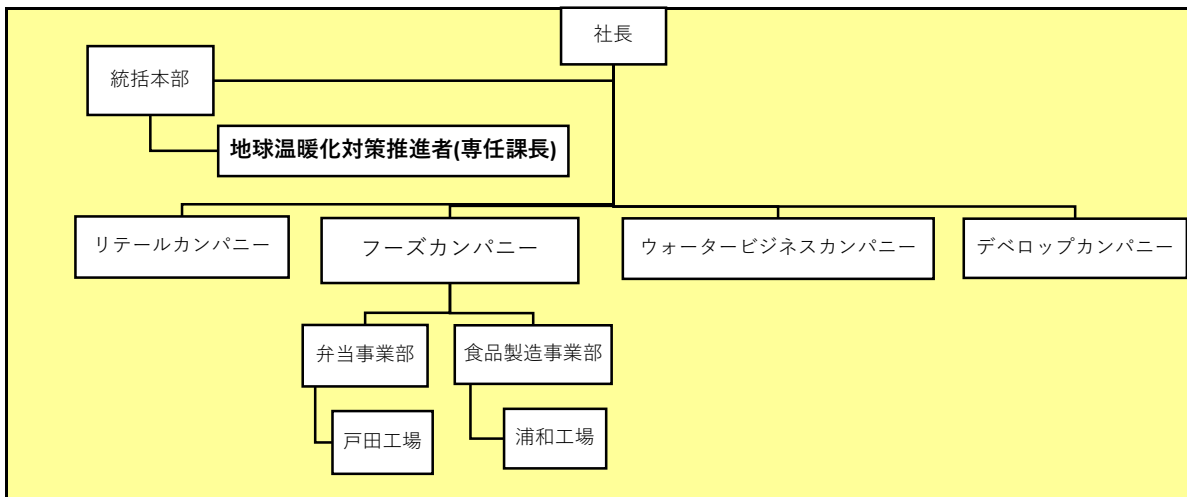 社長
統括本部
地球温暖化対策推進者(専任課長)
リテールカンパニー
フーズカンパニー
ウォータービジネスカンパニー
デベロップカンパニー
弁当事業部
食品製造事業部
戸田工場
浦和工場